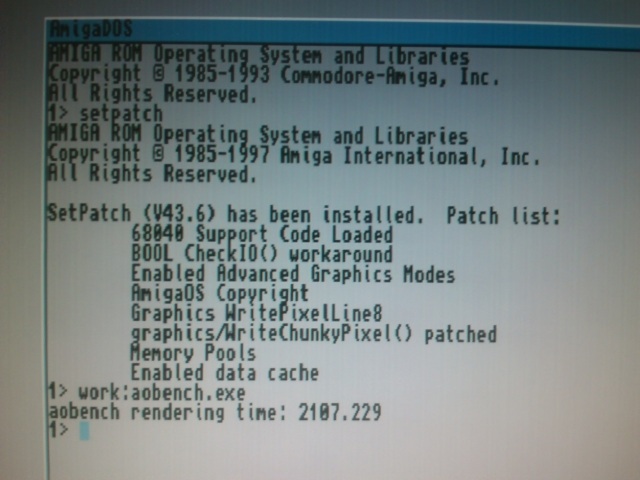 AmigaDOS
AMIGA ROM Operating System and Libraries
Copyright © 1985-1993 Commodore-Amiga, Inc.
All Rights Reserved.
1> setpatch
AMIGA ROM Operating System and Libraries
Copyright © 1985-1997 Amiga International, Inc.
All Rights Reserved.
SetPatch (V43.6) has been installed.  Patch list:
68040 Support Code Loaded
BOOL CheckIO() workaround
Enabled Advanced Graphics Modes
AmigaOS Copyright
Graphics WritePixelLine8
graphics/WriteChunkyPixel() patched
Memory Pools
Enabled data cache
1> work:aobench.exe
aobench rendering time: 2107.229
1>